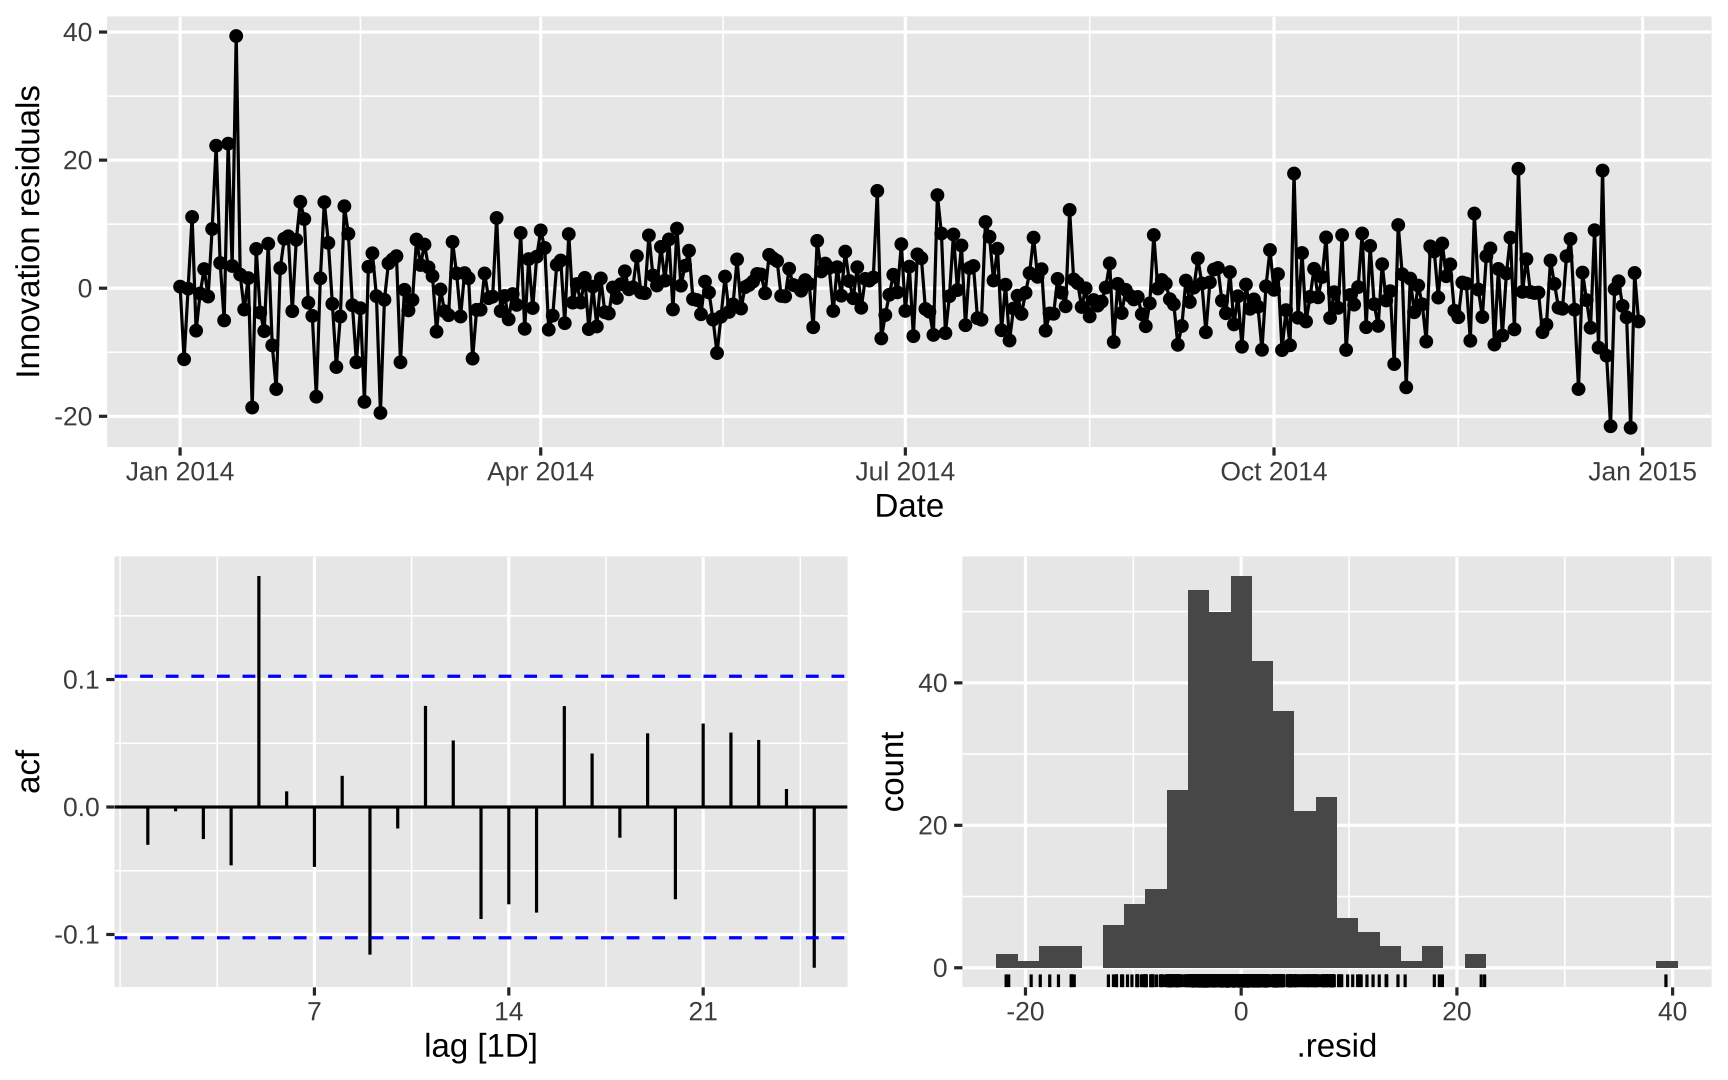 40
20
0
-20
Innovation residuals
Jan 2014
Apr 2014
Jul 2014
Oct 2014
Jan 2015
Date
0.1
0.0
-0.1
acf
7
14
21
lag [1D]
40
20
0
count
-20
0
20
40
.resid